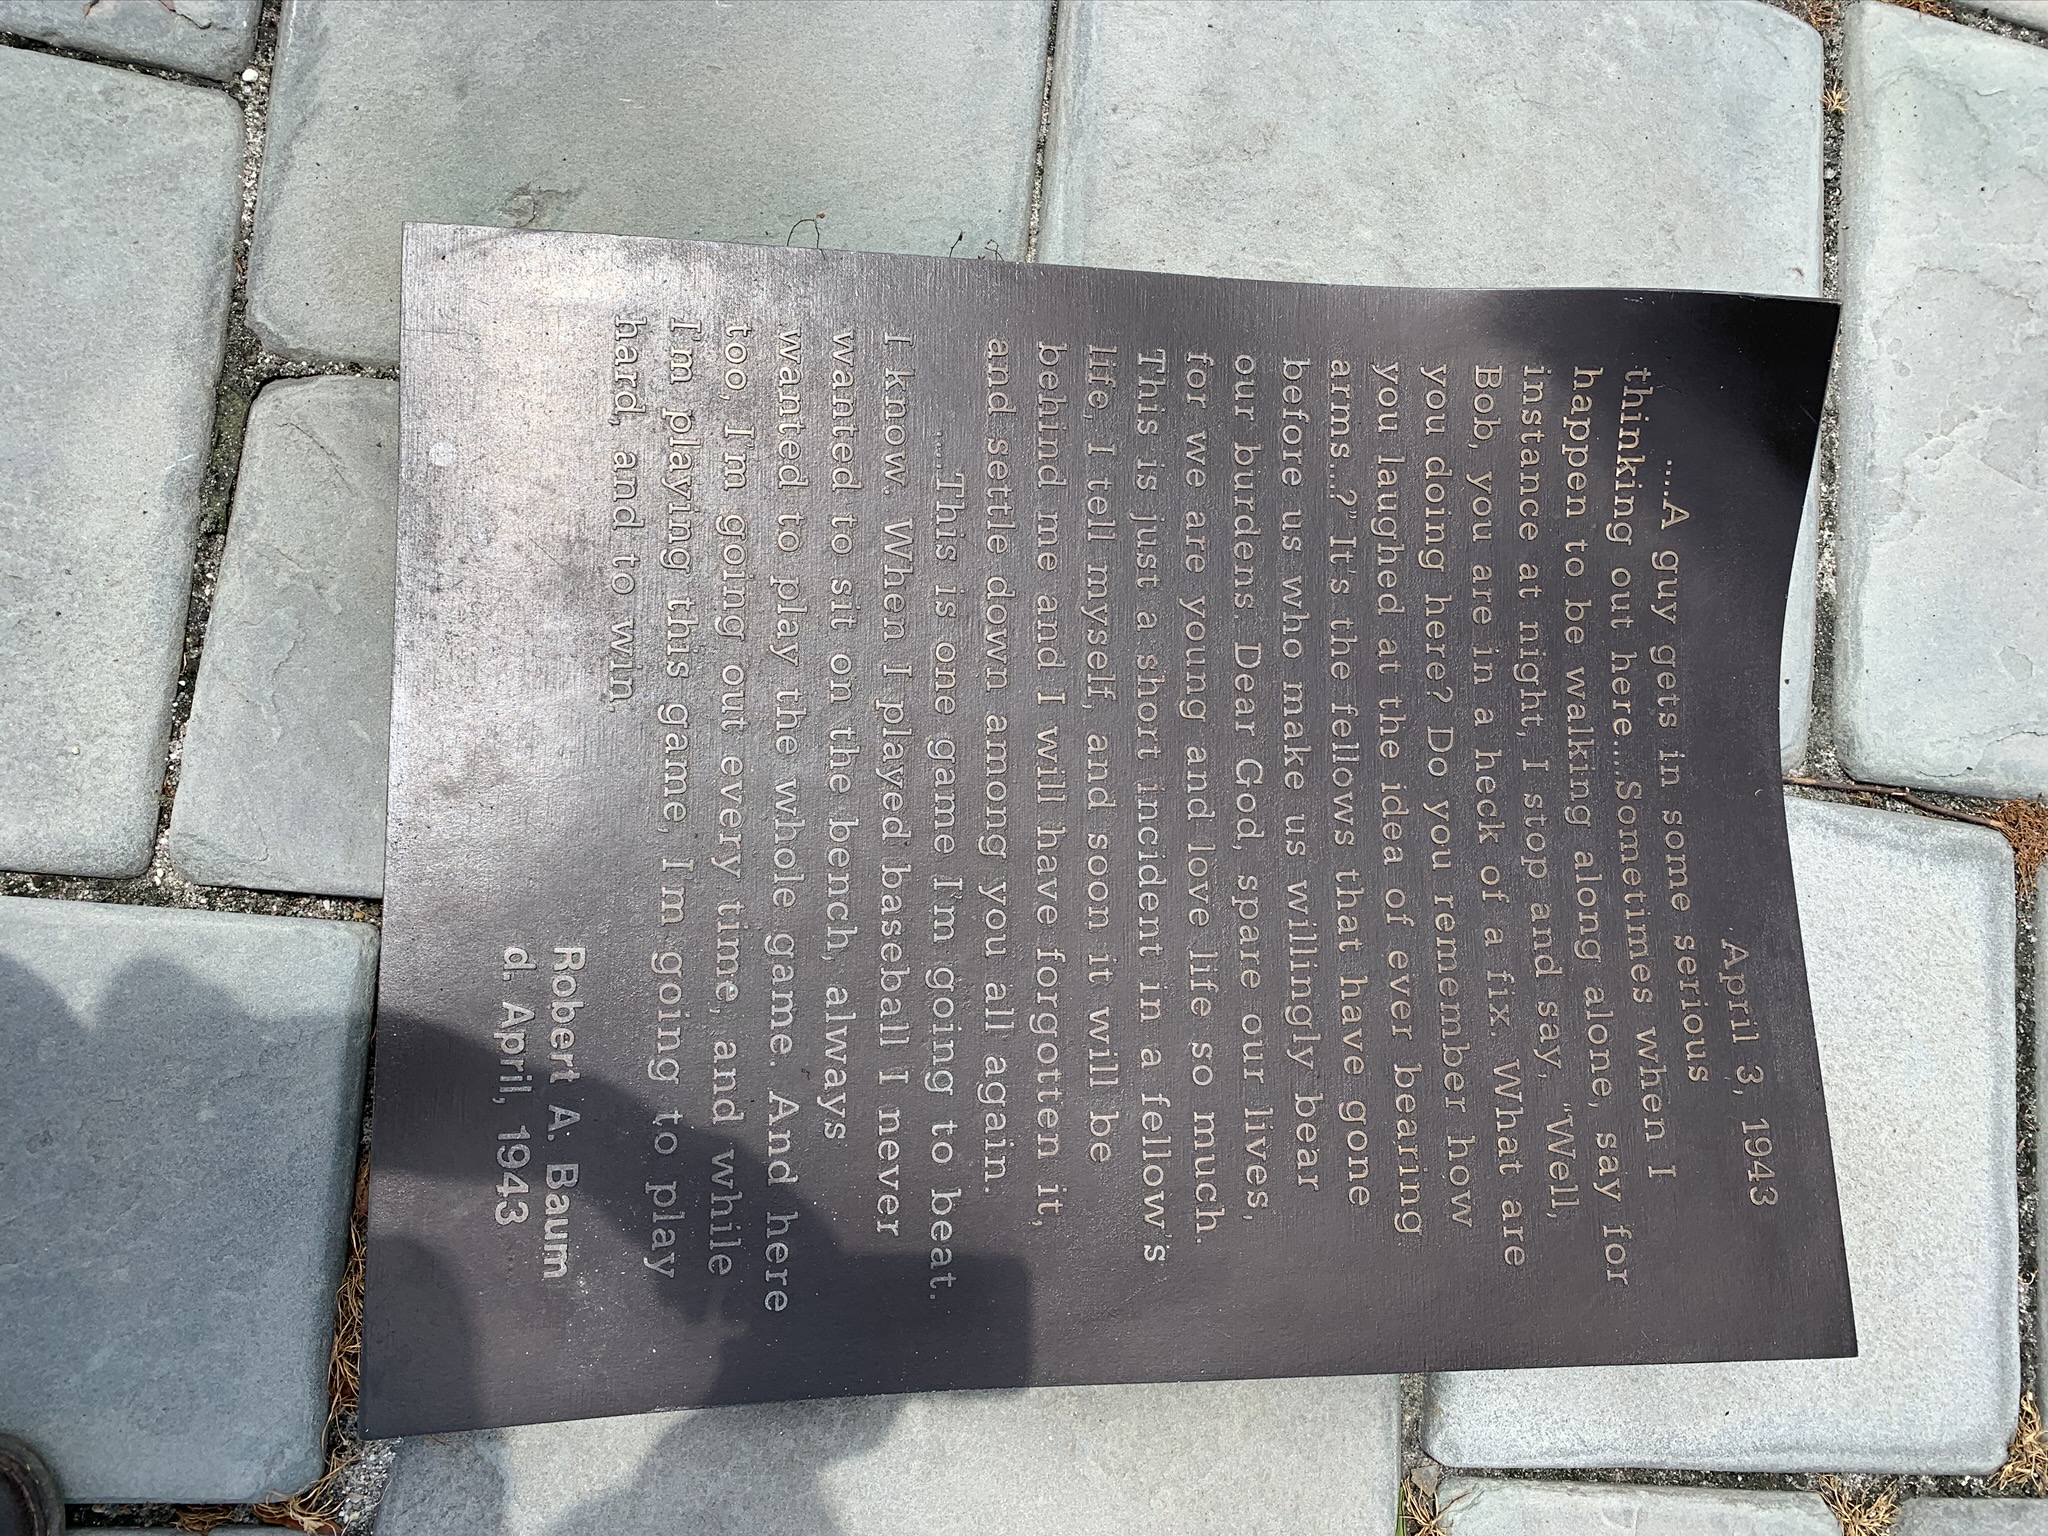 April 3, 1943
.....A guy gets in some serious
thinking out here.....Sometimes when I
happen to be walking along alone, say for
instance at night, I stop and say, "Well,
Bob, you are in a heck of a fix. What are
you doing here? Do you remember how
you laughed at the idea of ever bearing
arms...?" It's the fellows that have gone
before us who make us willingly bear
our burdens. Dear God, spare our lives,
for we are young and love life so much.
This is just a short incident in a fellow's
life, I tell myself, and soon it will be
behind me and I will have forgotten it,
and settle down among you all again.
.....This is one game I'm going to beat.
I know. When I played baseball I never
wanted to sit on the bench, always
wanted to play the whole game. And here
too, I'm going out every time, and while
I'm playing this game, I'm going to play
hard, and to win.
Robert A. Baum
d. April, 1943